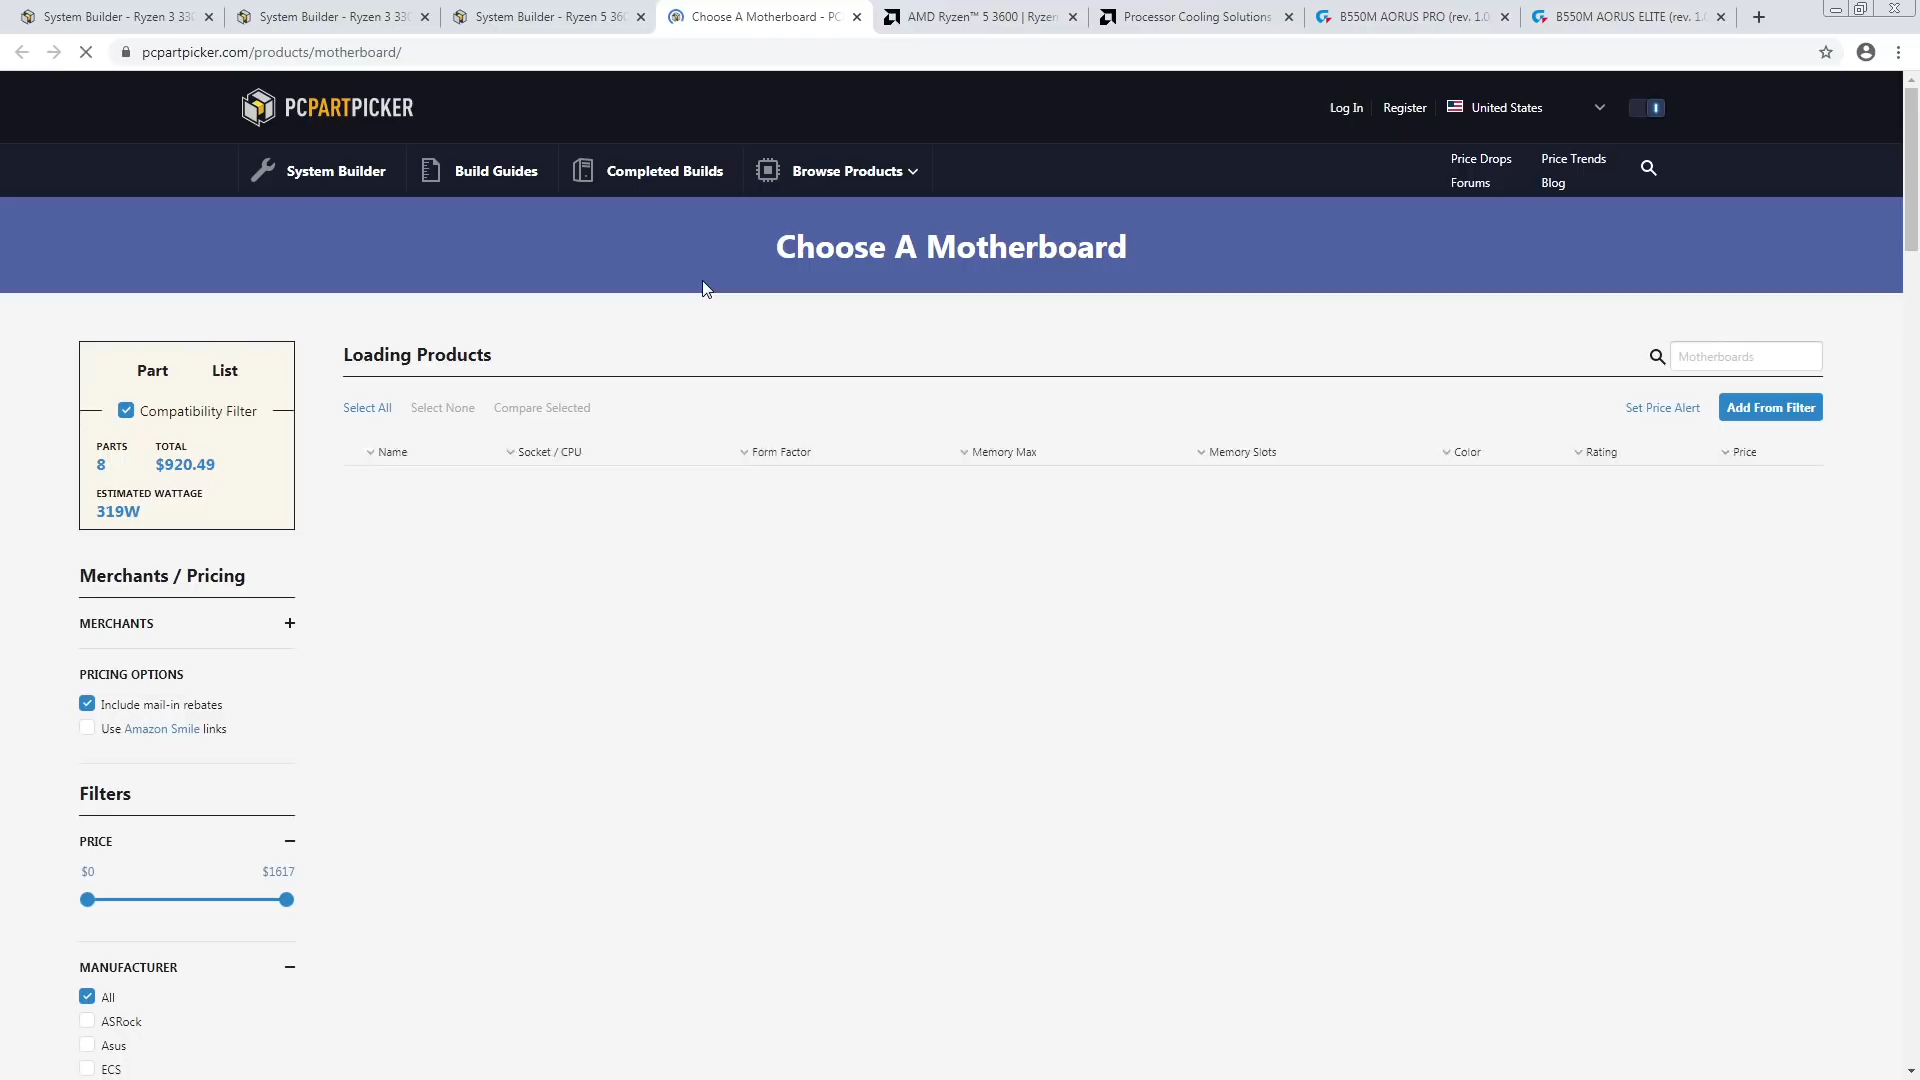 System Builder - Ryzen 3 330
System Builder - Ryzen 3 330
System Builder - Ryzen 5 360
Choose A Motherboard - PC
AMD Ryzen™ 5 3600 | Ryzen
Processor Cooling Solutions
B550M AORUS PRO (rev. 1.0
B550M AORUS ELITE (rev. 1.0
pcpartpicker.com/products/motherboard/
PCPARTPICKER
Log In
Register
United States
System Builder
Build Guides
Completed Builds
Browse Products
Price Drops
Price Trends
Forums
Blog
Choose A Motherboard
Part List
Compatibility Filter
PARTS TOTAL
8 $920.49
ESTIMATED WATTAGE
319W
Loading Products
Motherboards
Select All Select None Compare Selected
Set Price Alert Add From Filter
Name Socket / CPU Form Factor Memory Max Memory Slots Color Rating Price
Merchants / Pricing
MERCHANTS
PRICING OPTIONS
Include mail-in rebates
Use Amazon Smile links
Filters
PRICE
$0 $1617
MANUFACTURER
All
ASRock
Asus
ECS